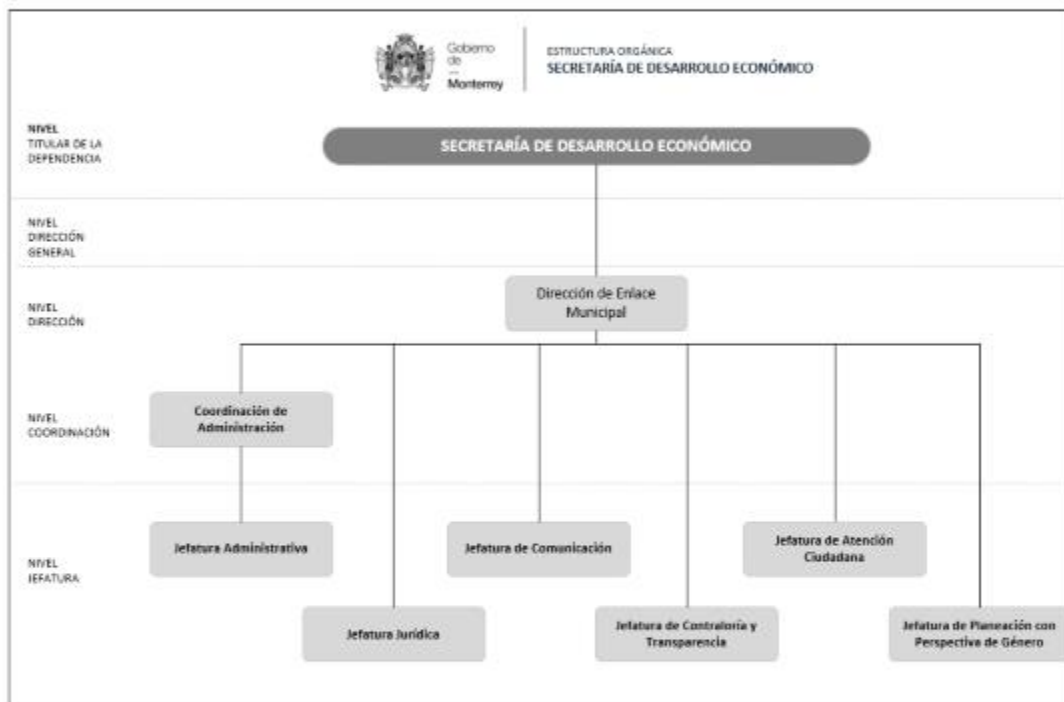 Gobierno
de
—
Monterrey
ESTRUCTURA ORGÁNICA
SECRETARÍA DE DESARROLLO ECONÓMICO
NIVEL
TITULAR DE LA
DEPENDENCIA
SECRETARÍA DE DESARROLLO ECONÓMICO
NIVEL
DIRECCIÓN
GENERAL
NIVEL
DIRECCIÓN
Dirección de Enlace
Municipal
NIVEL
COORDINACIÓN
Coordinación de
Administración
NIVEL
JEFATURA
Jefatura Administrativa
Jefatura de Comunicación
Jefatura de Atención
Ciudadana
Jefatura Jurídica
Jefatura de Contraloría y
Transparencia
Jefatura de Planeación con
Perspectiva de Género